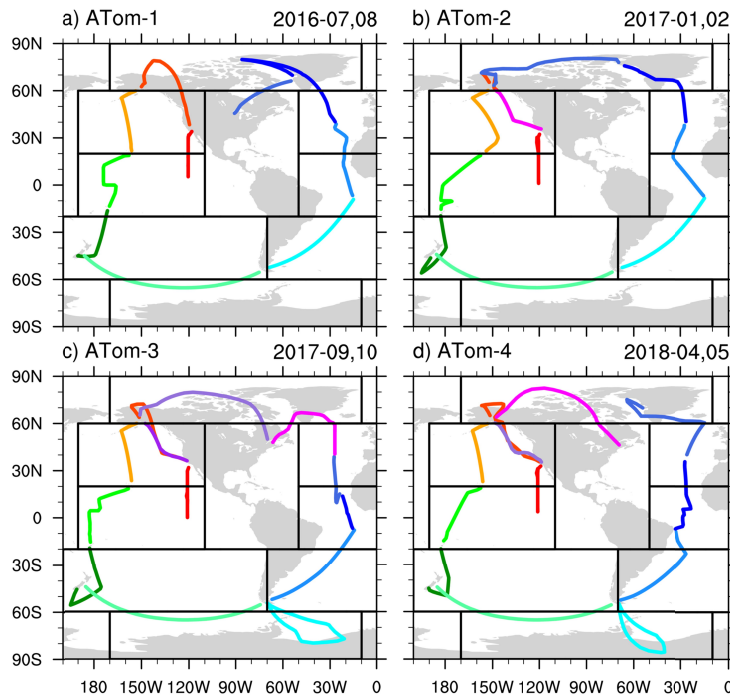 a) ATom-1 2016-07,08 b) ATom-2 2017-01,02
90N
60N
30N
0
30S
60S
90S
c) ATom-3 2017-09,10 d) ATom-4 2018-04,05
90N
60N
30N
0
30S
60S
90S
180 150W 120W 90W 60W 30W 0 180 150W 120W 90W 60W 30W 0